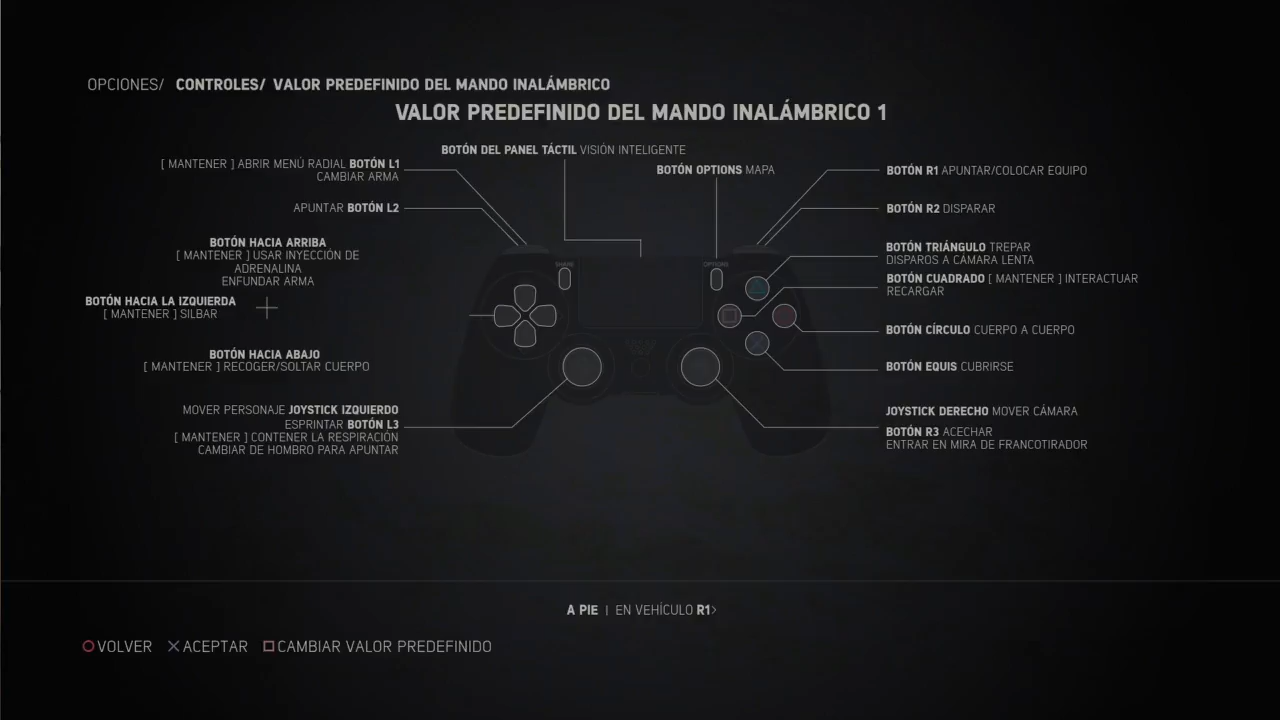 OPCIONES/ CONTROLES/ VALOR PREDEFINIDO DEL MANDO INALÁMBRICO
VALOR PREDEFINIDO DEL MANDO INALÁMBRICO 1
BOTÓN DEL PANEL TÁCTIL VISIÓN INTELIGENTE
BOTÓN OPTIONS MAPA
[ MANTENER ] ABRIR MENÚ RADIAL BOTÓN L1
CAMBIAR ARMA
APUNTAR BOTÓN L2
BOTÓN HACIA ARRIBA
[ MANTENER ] USAR INYECCIÓN DE
ADRENALINA
ENFUNDAR ARMA
BOTÓN HACIA LA IZQUIERDA
[ MANTENER ] SILBAR
BOTÓN HACIA ABAJO
[ MANTENER ] RECOGER/SOLTAR CUERPO
MOVER PERSONAJE JOYSTICK IZQUIERDO
ESPRINTAR BOTÓN L3
[ MANTENER ] CONTENER LA RESPIRACIÓN
CAMBIAR DE HOMBRO PARA APUNTAR
SHARE
OPTIONS
BOTÓN R1 APUNTAR/COLOCAR EQUIPO
BOTÓN R2 DISPARAR
BOTÓN TRIÁNGULO TREPAR
DISPAROS A CÁMARA LENTA
BOTÓN CUADRADO [ MANTENER ] INTERACTUAR
RECARGAR
BOTÓN CÍRCULO CUERPO A CUERPO
BOTÓN EQUIS CUBRIRSE
JOYSTICK DERECHO MOVER CÁMARA
BOTÓN R3 ACECHAR
ENTRAR EN MIRA DE FRANCOTIRADOR
A PIE | EN VEHÍCULO R1>
VOLVER ACEPTAR CAMBIAR VALOR PREDEFINIDO